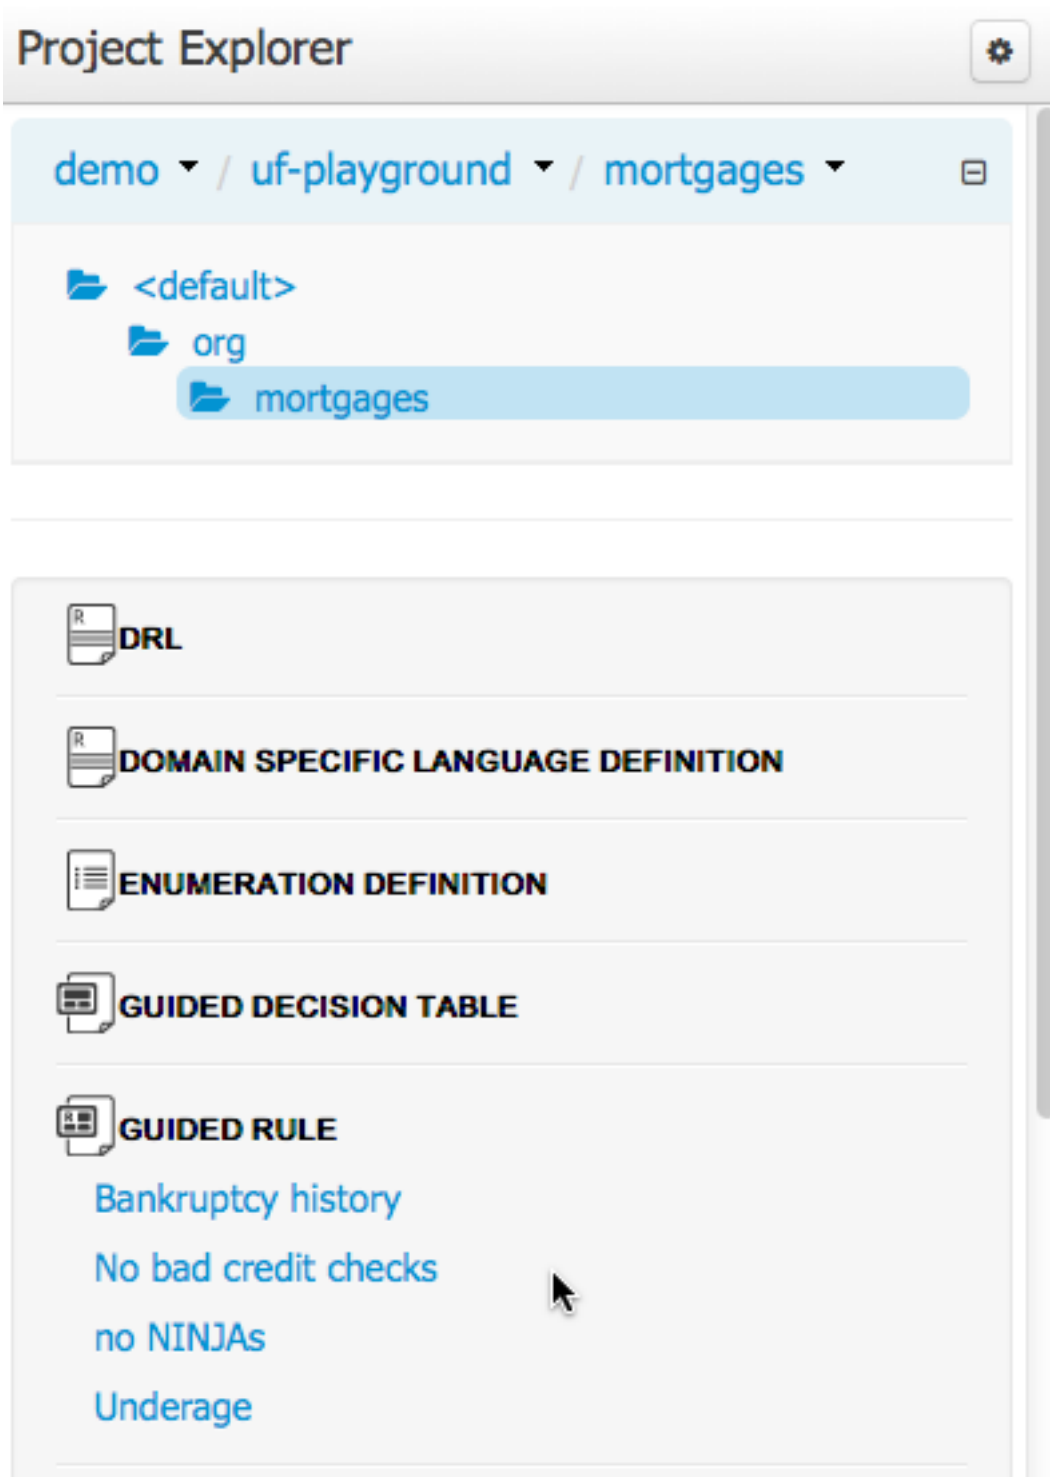 Project Explorer
demo / uf-playground / mortgages
<default>
org
mortgages
DRL
DOMAIN SPECIFIC LANGUAGE DEFINITION
ENUMERATION DEFINITION
GUIDED DECISION TABLE
GUIDED RULE
Bankruptcy history
No bad credit checks
no NINJAs
Underage